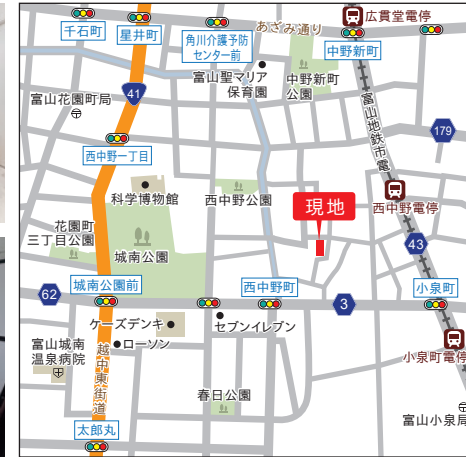 広貫堂電停
あざみ通り
千石町
星井町
角川介護予防
センター前
中野新町
富山聖マリア
保育園
中野新町
公園
富山花園町局
41
富山地鉄市電
179
西中野一丁目
科学博物館
西中野公園
現地
西中野電停
花園町
三丁目公園
城南公園
43
62
城南公園前
西中野町
3
小泉町
ケーズデンキ
セブンイレブン
ローソン
富山城南
温泉病院
越中東街道
小泉町電停
春日公園
富山小泉局
太郎丸